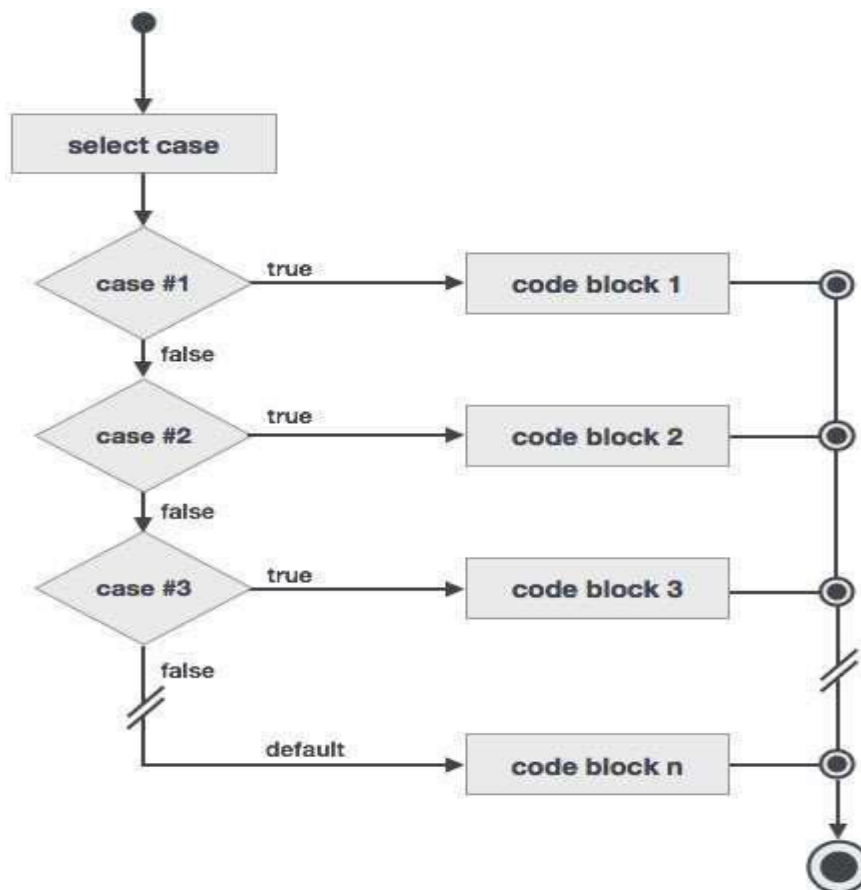 select case
case #1
true
code block 1
false
case #2
true
code block 2
false
case #3
true
code block 3
false
default
code block n